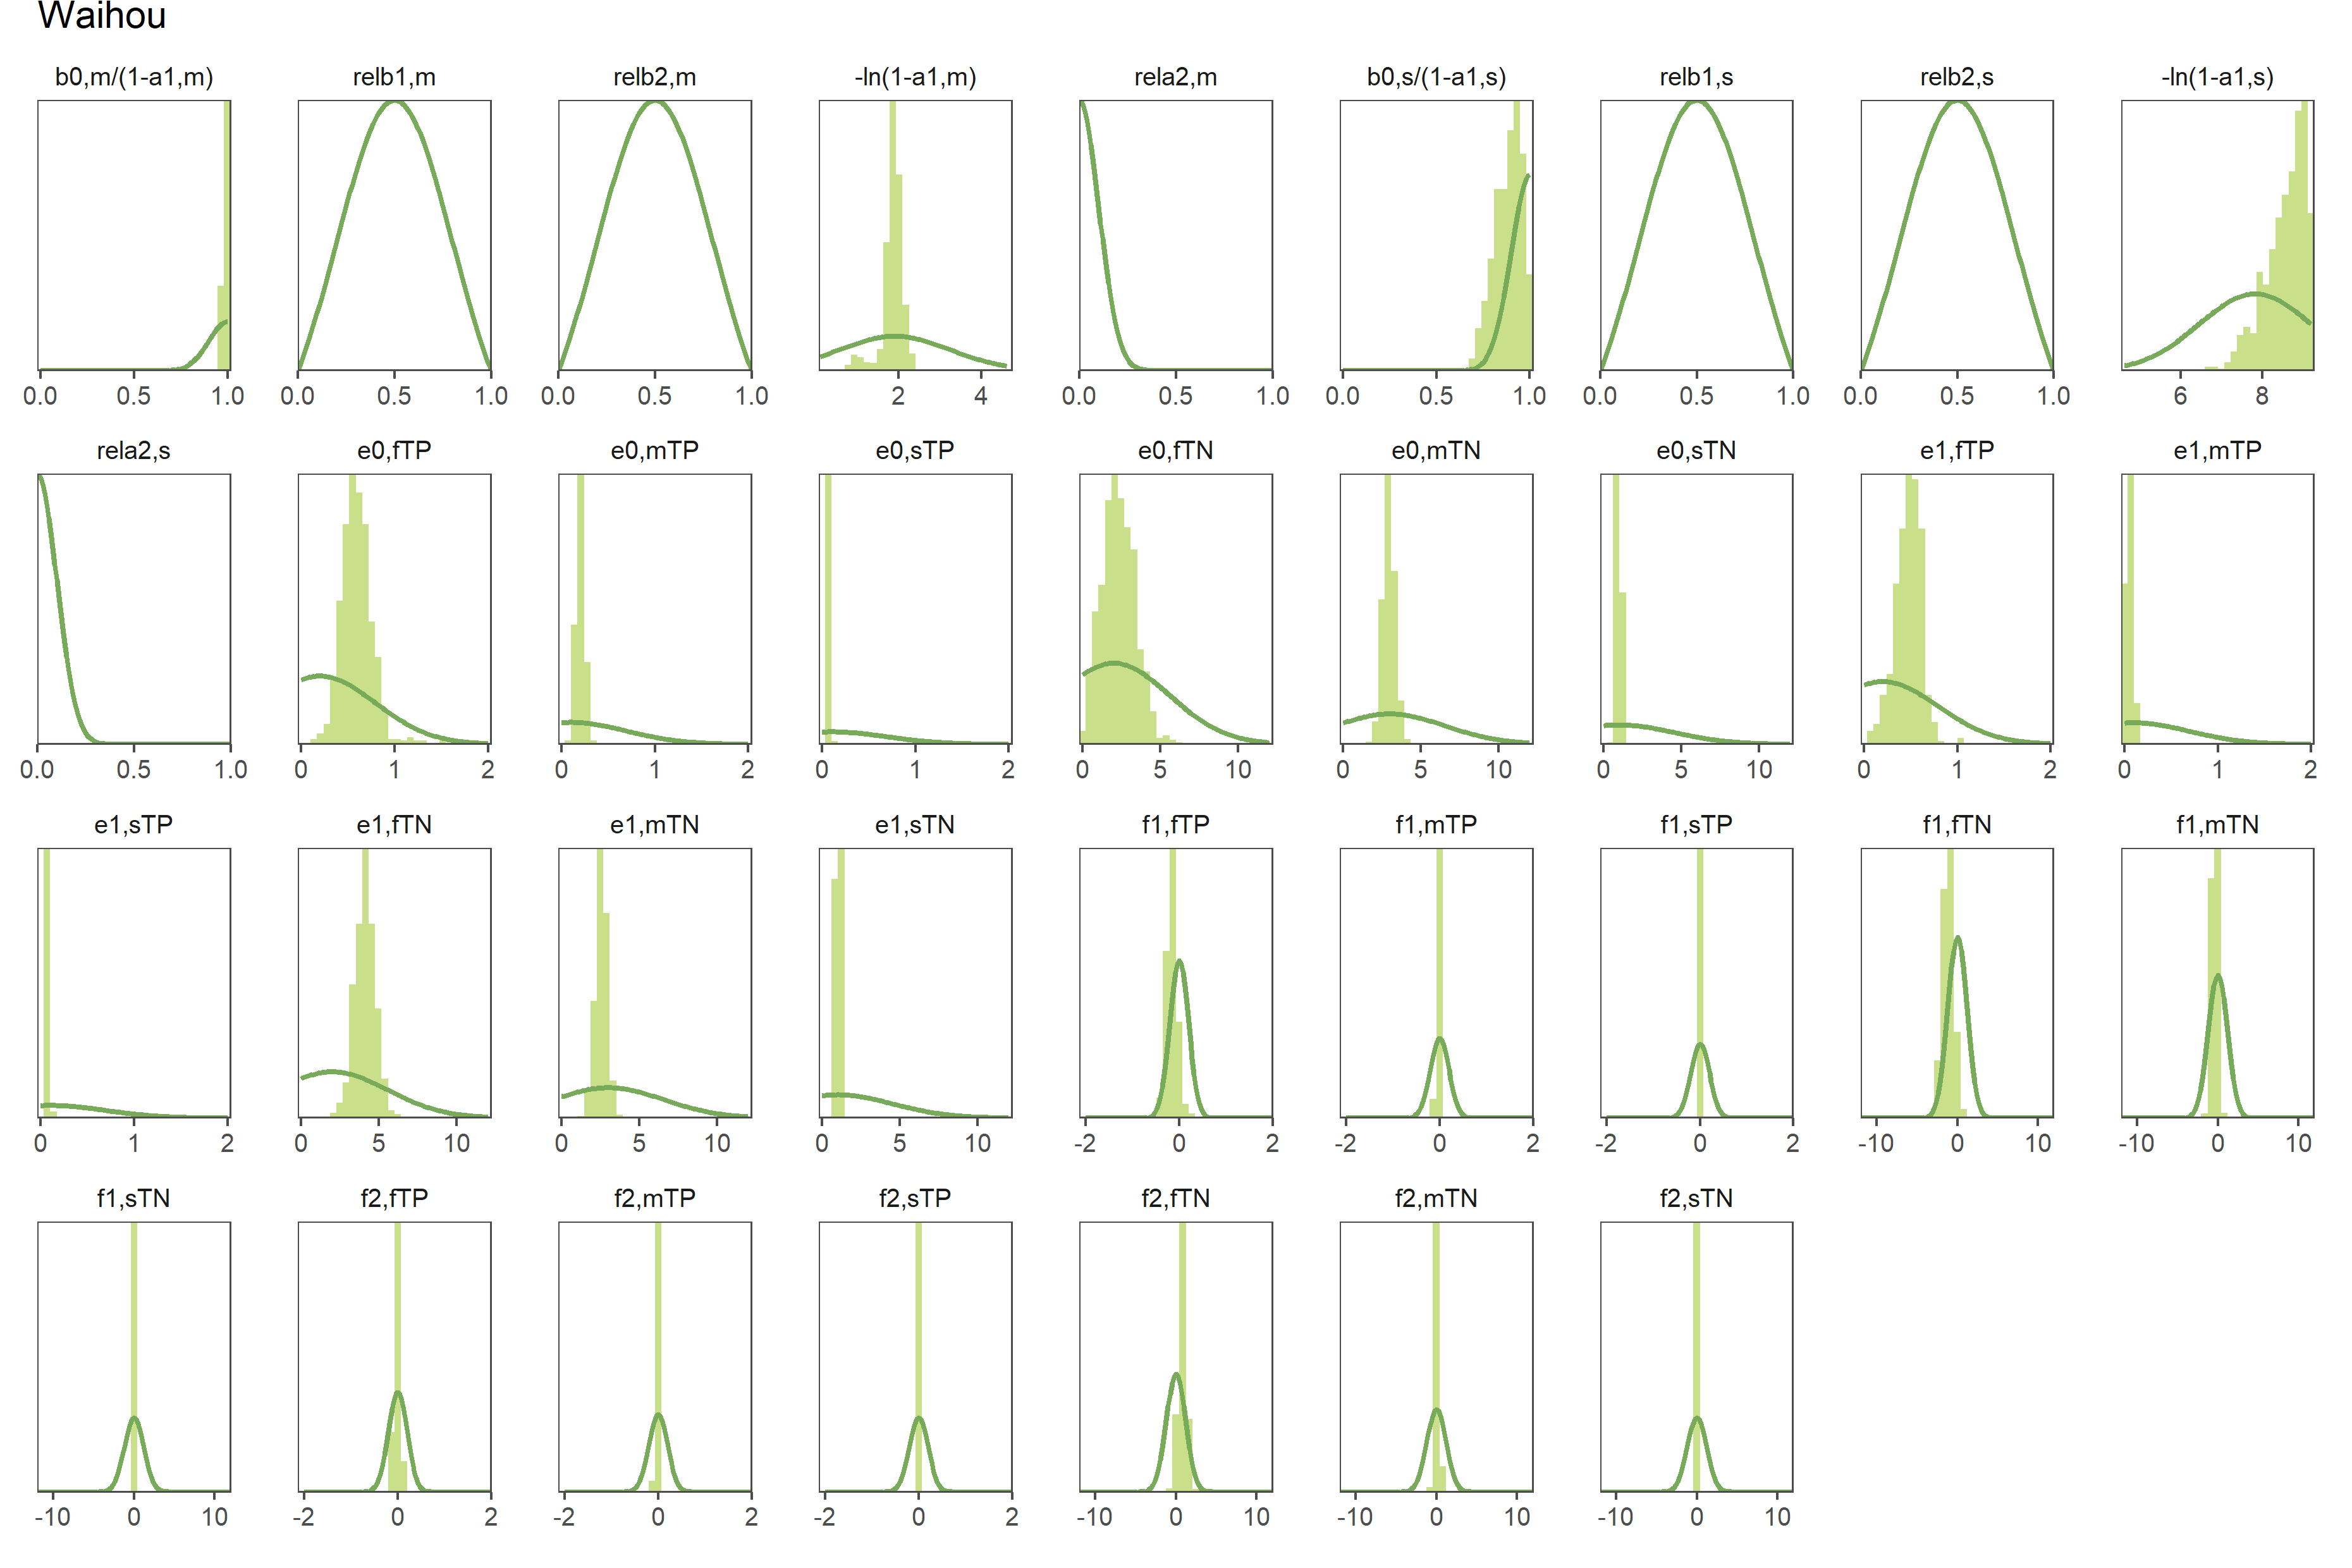 Waihou
b0,m/(1-a1,m) relb1,m relb2,m -ln(1-a1,m) rela2,m b0,s/(1-a1,s) relb1,s relb2,s -ln(1-a1,s)
0.0 0.5 1.0 0.0 0.5 1.0 0.0 0.5 1.0 2 4 0.0 0.5 1.0 0.0 0.5 1.0 0.0 0.5 1.0 0.0 0.5 1.0 6 8
rela2,s e0,fTP e0,mTP e0,sTP e0,fTN e0,mTN e0,sTN e1,fTP e1,mTP
0.0 0.5 1.0 0 1 2 0 1 2 0 1 2 0 5 10 0 5 10 0 5 10 0 1 2 0 1 2
e1,sTP e1,fTN e1,mTN e1,sTN f1,fTP f1,mTP f1,sTP f1,fTN f1,mTN
0 1 2 0 5 10 0 5 10 0 5 10 -2 0 2 -2 0 2 -2 0 2 -10 0 10 -10 0 10
f1,sTN f2,fTP f2,mTP f2,sTP f2,fTN f2,mTN f2,sTN
-10 0 10 -2 0 2 -2 0 2 -2 0 2 -10 0 10 -10 0 10 -10 0 10